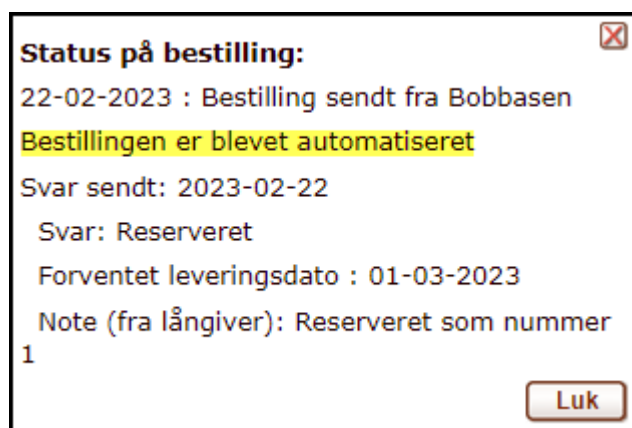 Status på bestilling:
22-02-2023 : Bestilling sendt fra Bobbasen
Bestillingen er blevet automatiseret
Svar sendt: 2023-02-22
Svar: Reserveret
Forventet leveringsdato : 01-03-2023
Note (fra långiver): Reserveret som nummer
1
Luk